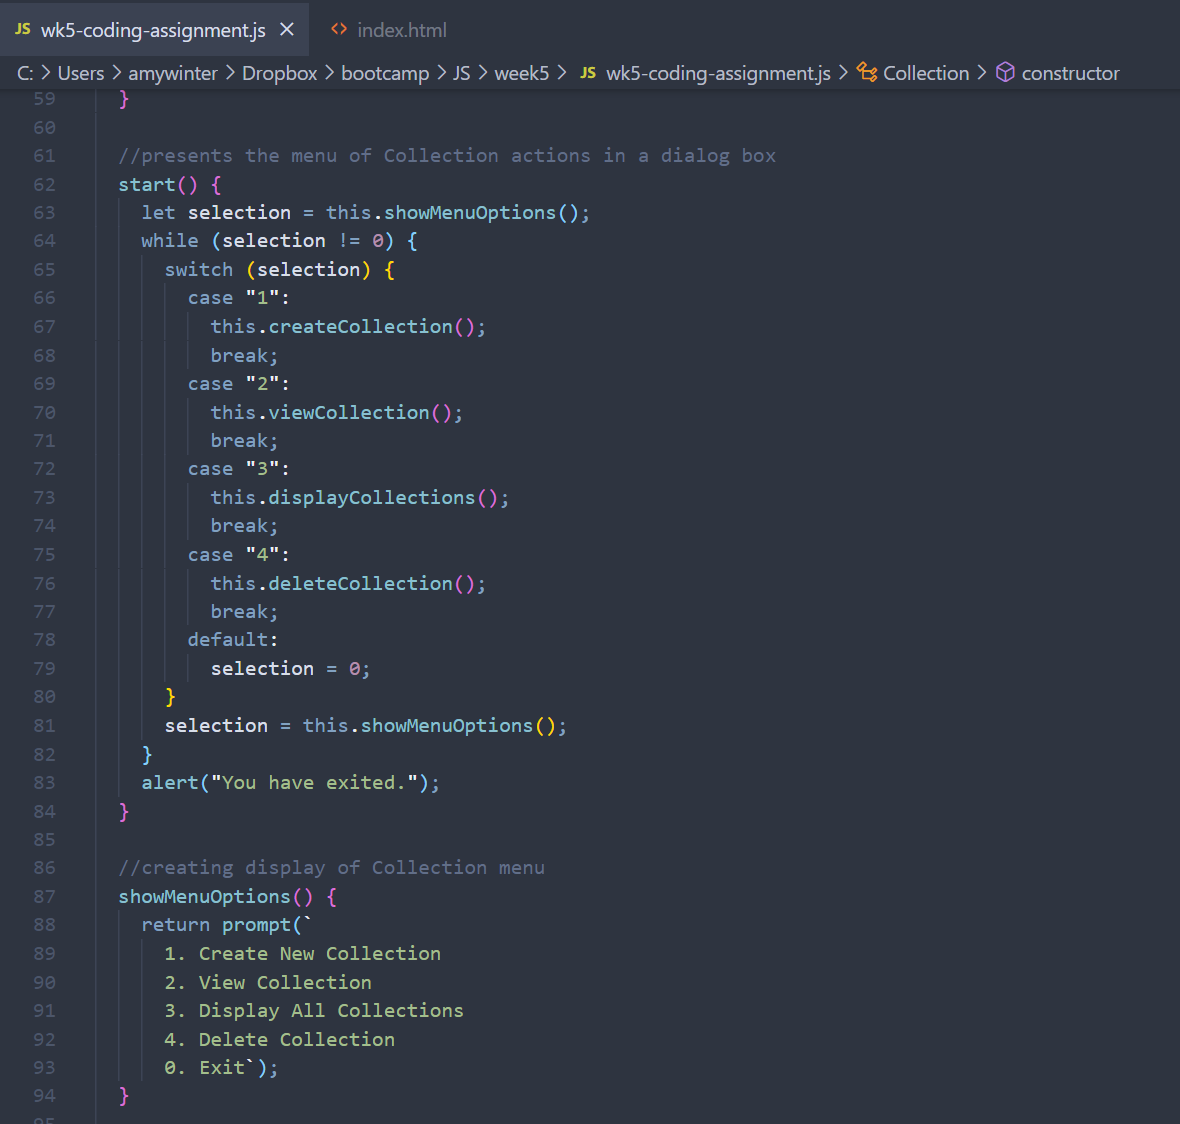 JS wk5-coding-assignment.js × <> index.html
C: > Users > amywinter > Dropbox > bootcamp > JS > week5 > JS wk5-coding-assignment.js > Collection > constructor
59 }
60
61 //presents the menu of Collection actions in a dialog box
62 start() {
63 let selection = this.showMenuOptions();
64 while (selection != 0) {
65 switch (selection) {
66 case "1":
67 this.createCollection();
68 break;
69 case "2":
70 this.viewCollection();
71 break;
72 case "3":
73 this.displayCollections();
74 break;
75 case "4":
76 this.deleteCollection();
77 break;
78 default:
79 selection = 0;
80 }
81 selection = this.showMenuOptions();
82 }
83 alert("You have exited.");
84 }
85
86 //creating display of Collection menu
87 showMenuOptions() {
88 return prompt(`
89 1. Create New Collection
90 2. View Collection
91 3. Display All Collections
92 4. Delete Collection
93 0. Exit`);
94 }